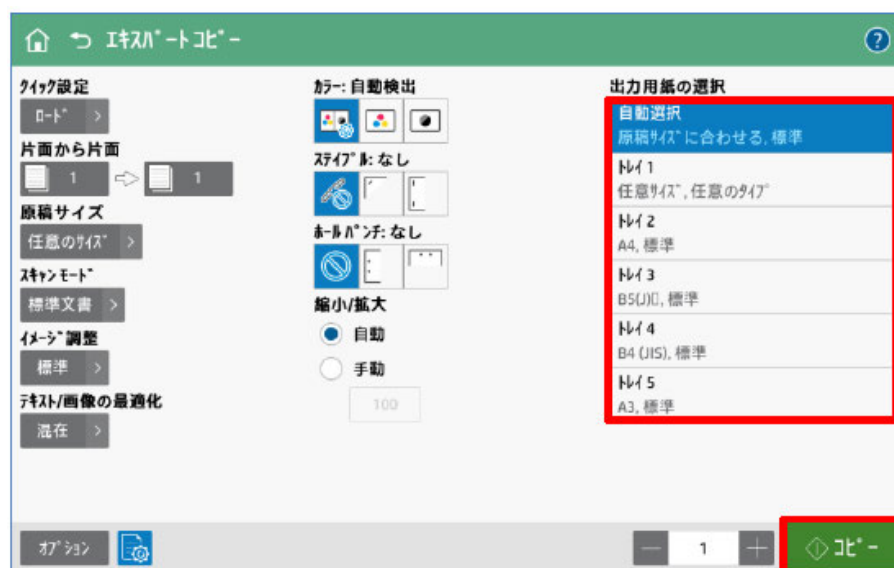 エキスパートコピー
?
クイック設定
ロード >
片面から片面
1
1
原稿サイズ
任意のサイズ >
スキャンモード
標準文書 >
イメージ調整
標準 >
テキスト/画像の最適化
混在 >
カラー: 自動検出
ステイプル: なし
ホールパンチ: なし
縮小/拡大
自動
手動
100
出力用紙の選択
自動選択
原稿サイズに合わせる, 標準
トレイ 1
任意サイズ, 任意のタイプ
トレイ 2
A4, 標準
トレイ 3
B5(J)▯, 標準
トレイ 4
B4 (JIS), 標準
トレイ 5
A3, 標準
オプション
1
コピー